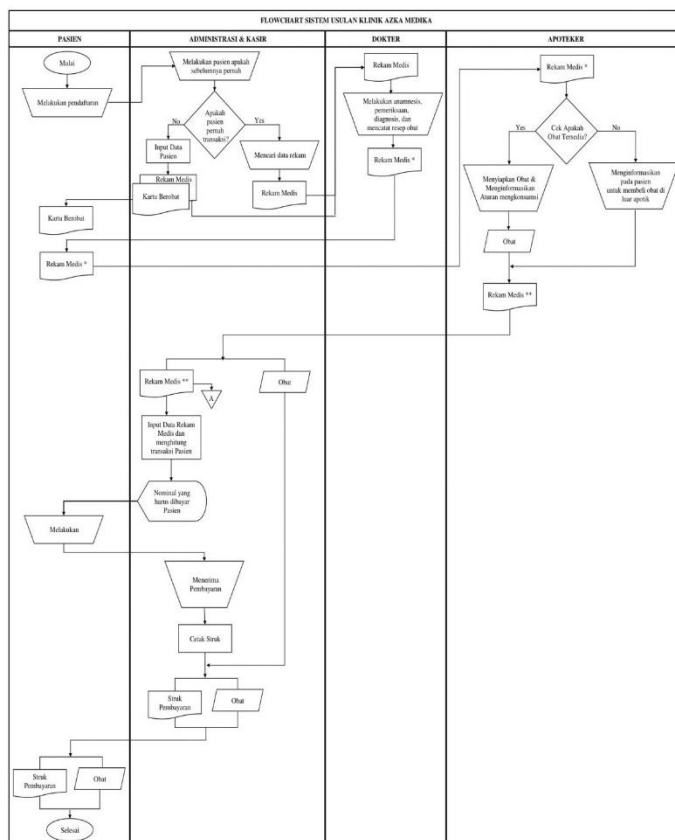 FLOWCHART SISTEM USULAN KLINIK AZKA MEDIKA
PASIEN
ADMINISTRASI & KASIR
DOKTER
APOTEKER
Mulai
Melakukan pendaftaran
Melakukan pasien apakah
sebelumnya pernah
Apakah
pasien
pernah
transaksi?
No
Yes
Input Data
Pasien
Mencari data rekam
Rekam Medis
Kartu Berobat
Rekam Medis
Kartu Berobat
Rekam Medis *
Rekam Medis
Melakukan anamnesis,
pemeriksaan,
diagnosis, dan
mencatat resep obat
Rekam Medis *
Rekam Medis *
Cek Apakah
Obat Tersedia?
Yes
No
Menyiapkan Obat &
Menginformasikan
Aturan mengkonsumsi
Menginformasikan
pada pasien
untuk membeli obat di
luar apotik
Obat
Rekam Medis **
Rekam Medis **
A
Obat
Input Data Rekam
Medis dan
menghitung
transaksi Pasien
Nominal yang
harus dibayar
Pasien
Melakukan
Menerima
Pembayaran
Cetak Struk
Struk
Pembayaran
Obat
Struk
Pembayaran
Obat
Selesai